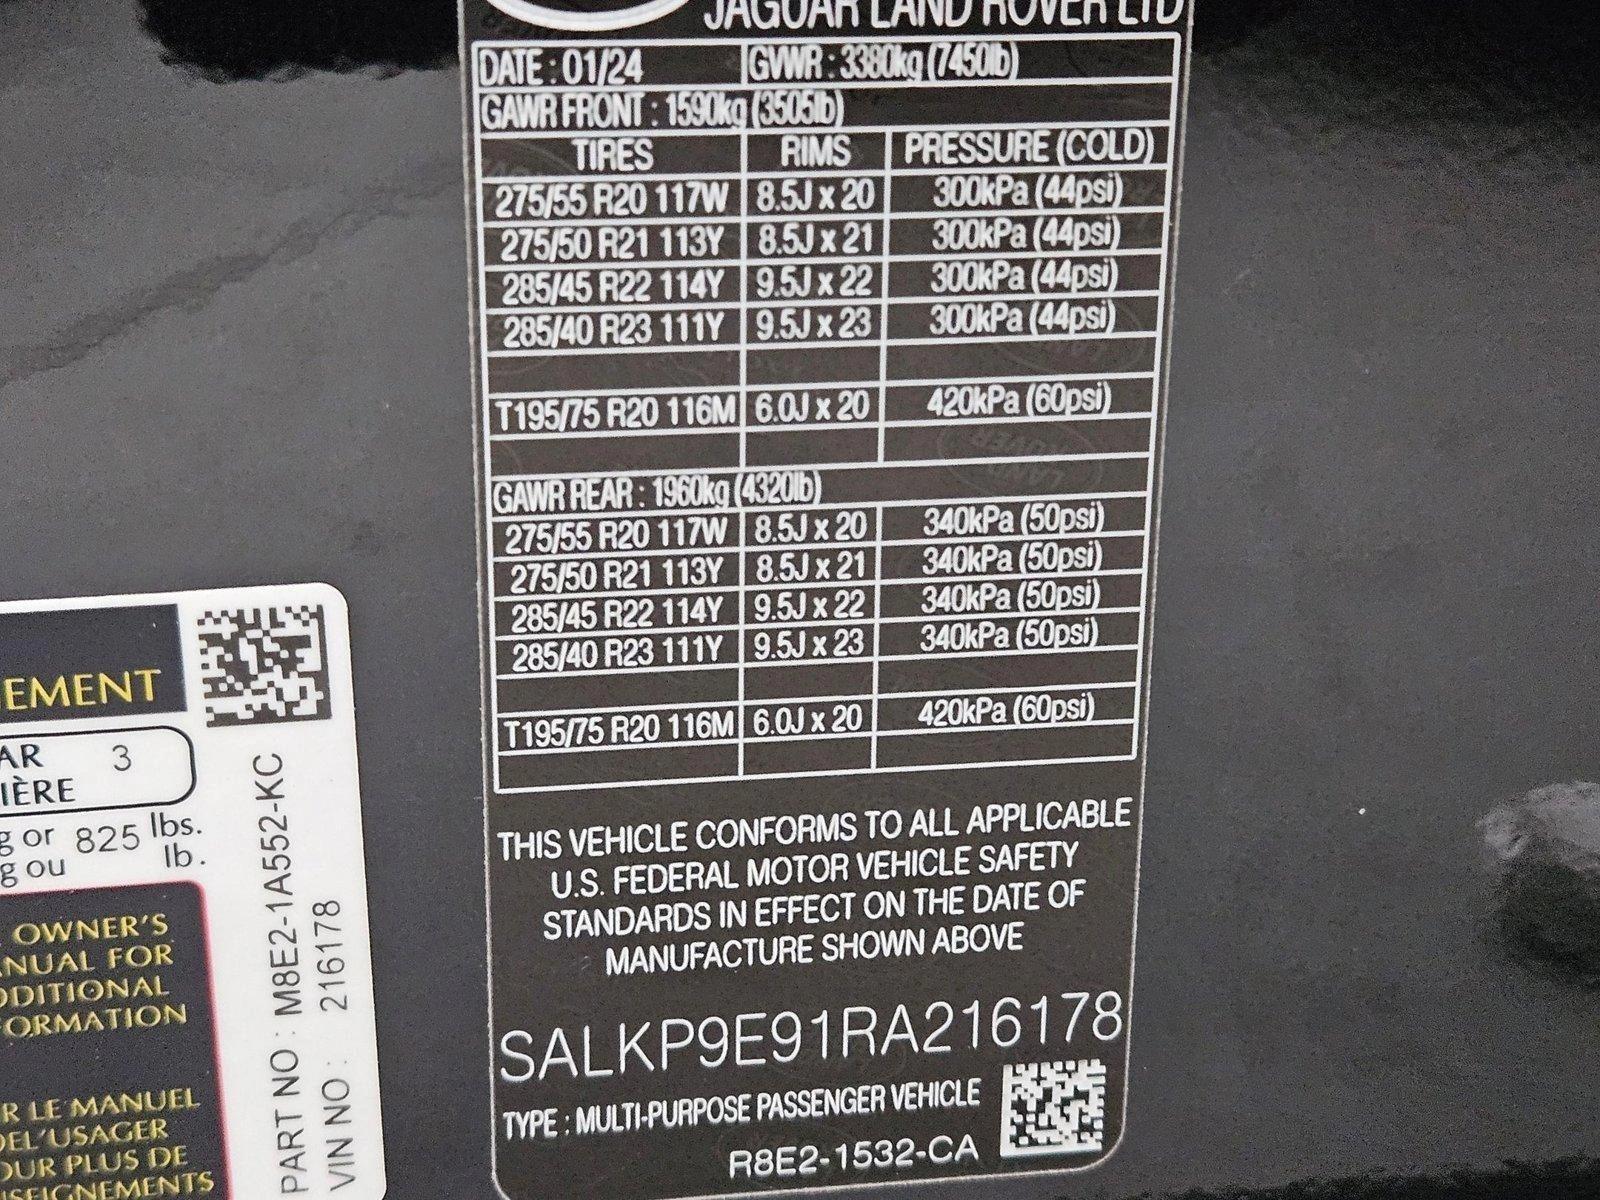 JAGUAR LAND ROVER LTD
DATE : 01/24 GVWR : 3380kg (7450lb)
GAWR FRONT : 1590kg (3505lb)
TIRES RIMS PRESSURE (COLD)
275/55 R20 117W 8.5J x 20 300kPa (44psi)
275/50 R21 113Y 8.5J x 21 300kPa (44psi)
285/45 R22 114Y 9.5J x 22 300kPa (44psi)
285/40 R23 111Y 9.5J x 23 300kPa (44psi)
T195/75 R20 116M 6.0J x 20 420kPa (60psi)
GAWR REAR : 1960kg (4320lb)
275/55 R20 117W 8.5J x 20 340kPa (50psi)
275/50 R21 113Y 8.5J x 21 340kPa (50psi)
285/45 R22 114Y 9.5J x 22 340kPa (50psi)
285/40 R23 111Y 9.5J x 23 340kPa (50psi)
T195/75 R20 116M 6.0J x 20 420kPa (60psi)
THIS VEHICLE CONFORMS TO ALL APPLICABLE
U.S. FEDERAL MOTOR VEHICLE SAFETY
STANDARDS IN EFFECT ON THE DATE OF
MANUFACTURE SHOWN ABOVE
SALKP9E91RA216178
TYPE : MULTI-PURPOSE PASSENGER VEHICLE
R8E2-1532-CA
EMENT
AR 3
IÈRE
g or 825 lbs.
g ou lb.
OWNER'S
NUAL FOR
DDITIONAL
FORMATION
R LE MANUEL
DEL'USAGER
OUR PLUS DE
NSEIGNEMENTS
PART NO : M8E2-1A552-KC
VIN NO : 216178